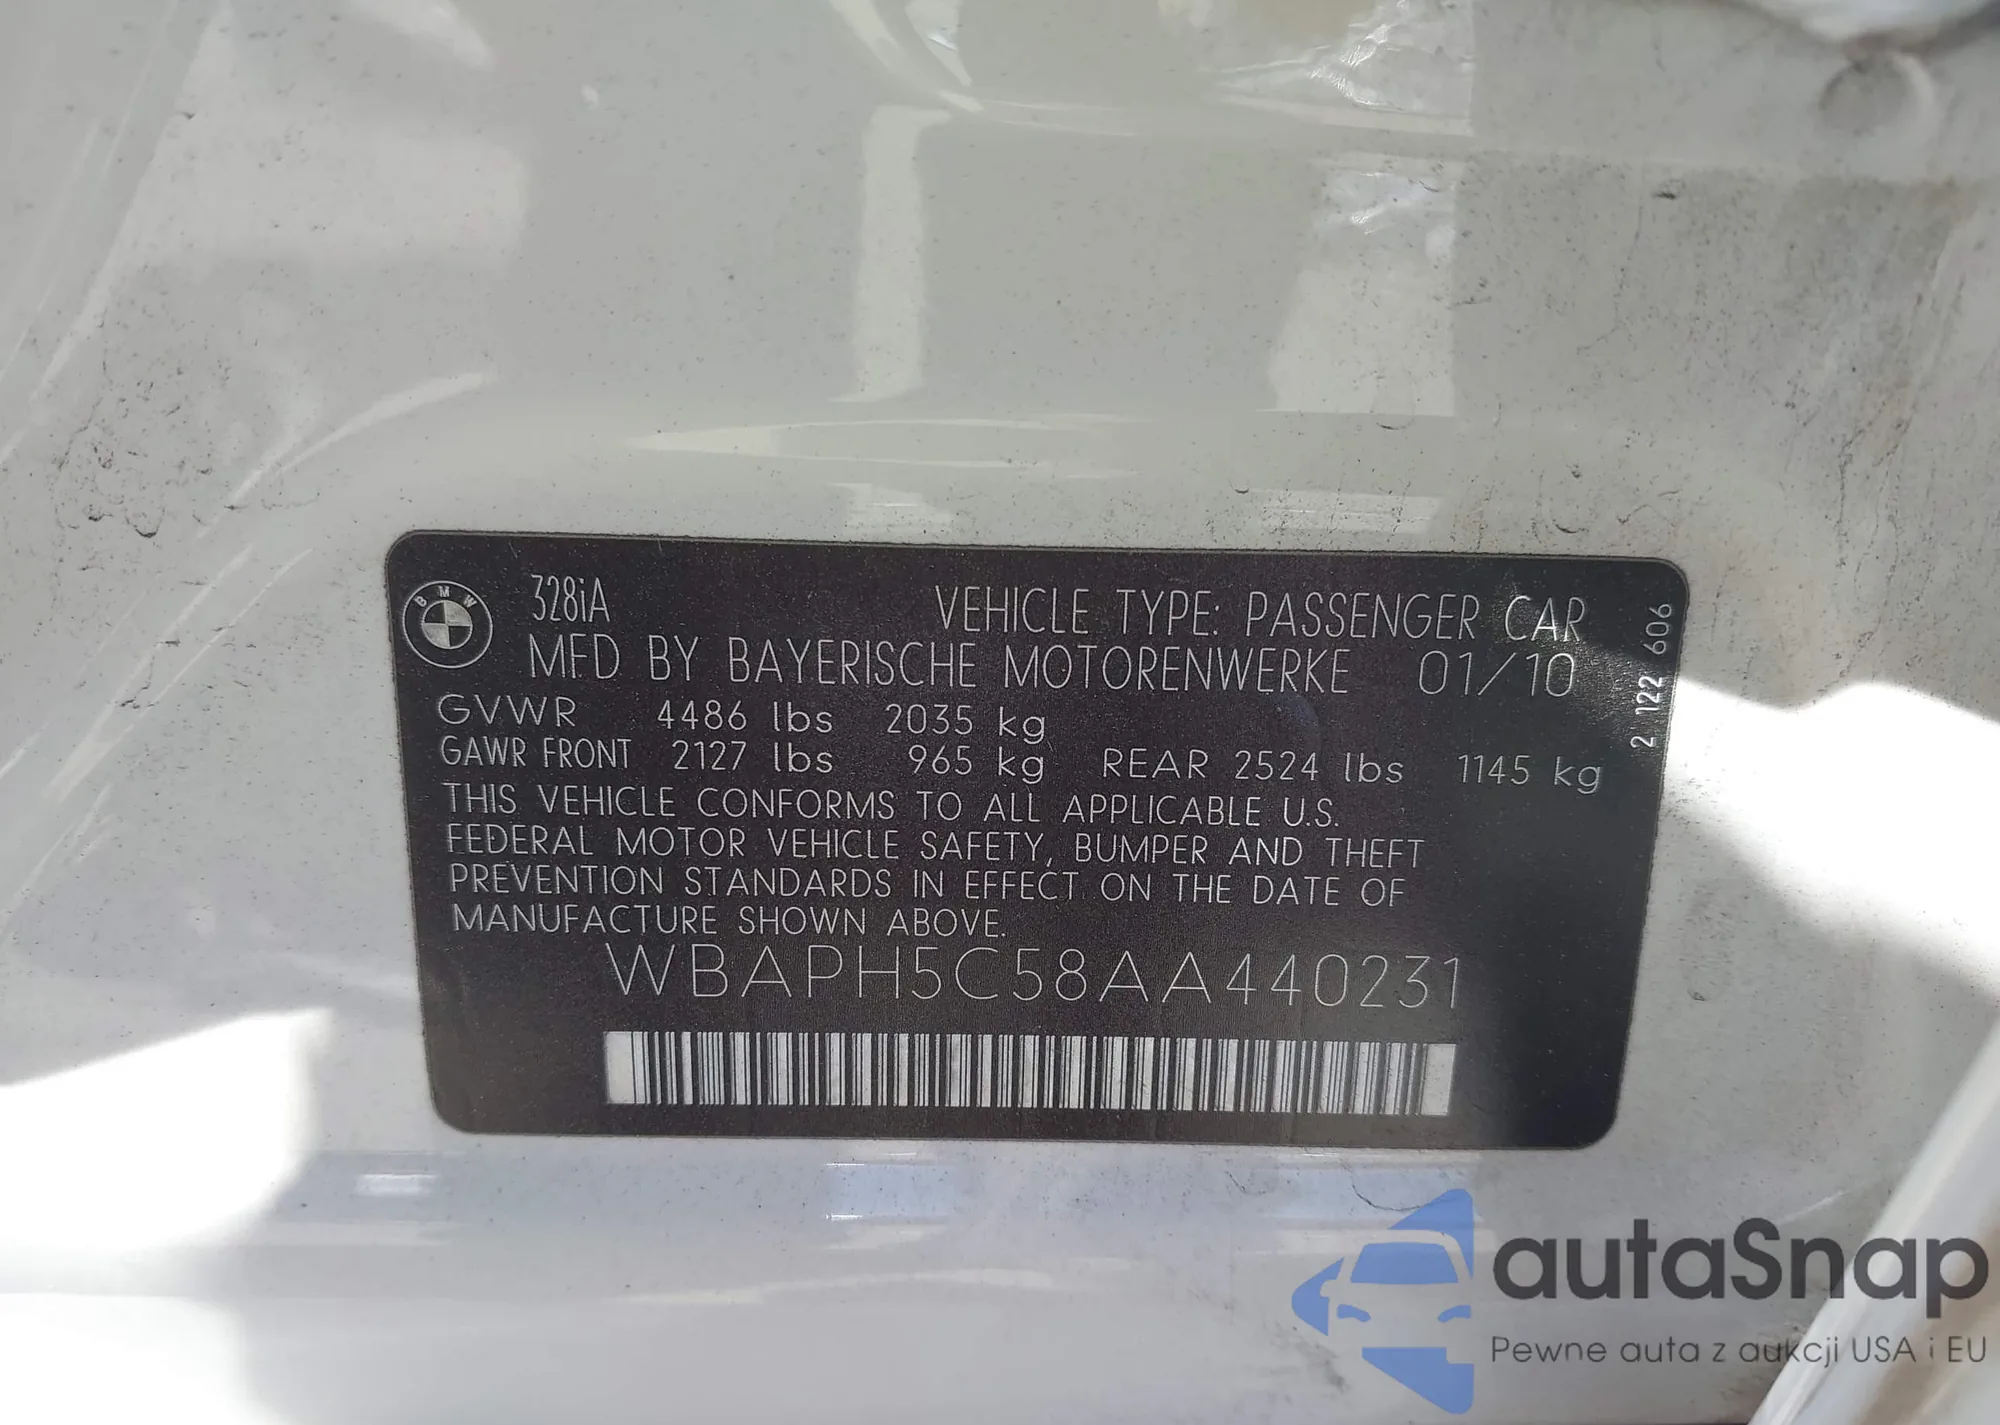 BMW
328iA
VEHICLE TYPE: PASSENGER CAR
MFD BY BAYERISCHE MOTORENWERKE 01/10
GVWR 4486 lbs 2035 kg
GAWR FRONT 2127 lbs 965 kg REAR 2524 lbs 1145 kg
THIS VEHICLE CONFORMS TO ALL APPLICABLE U.S.
FEDERAL MOTOR VEHICLE SAFETY, BUMPER AND THEFT
PREVENTION STANDARDS IN EFFECT ON THE DATE OF
MANUFACTURE SHOWN ABOVE.
WBAPH5C58AA440231
2 122 606
autaSnap
Pewne auta z aukcji USA i EU